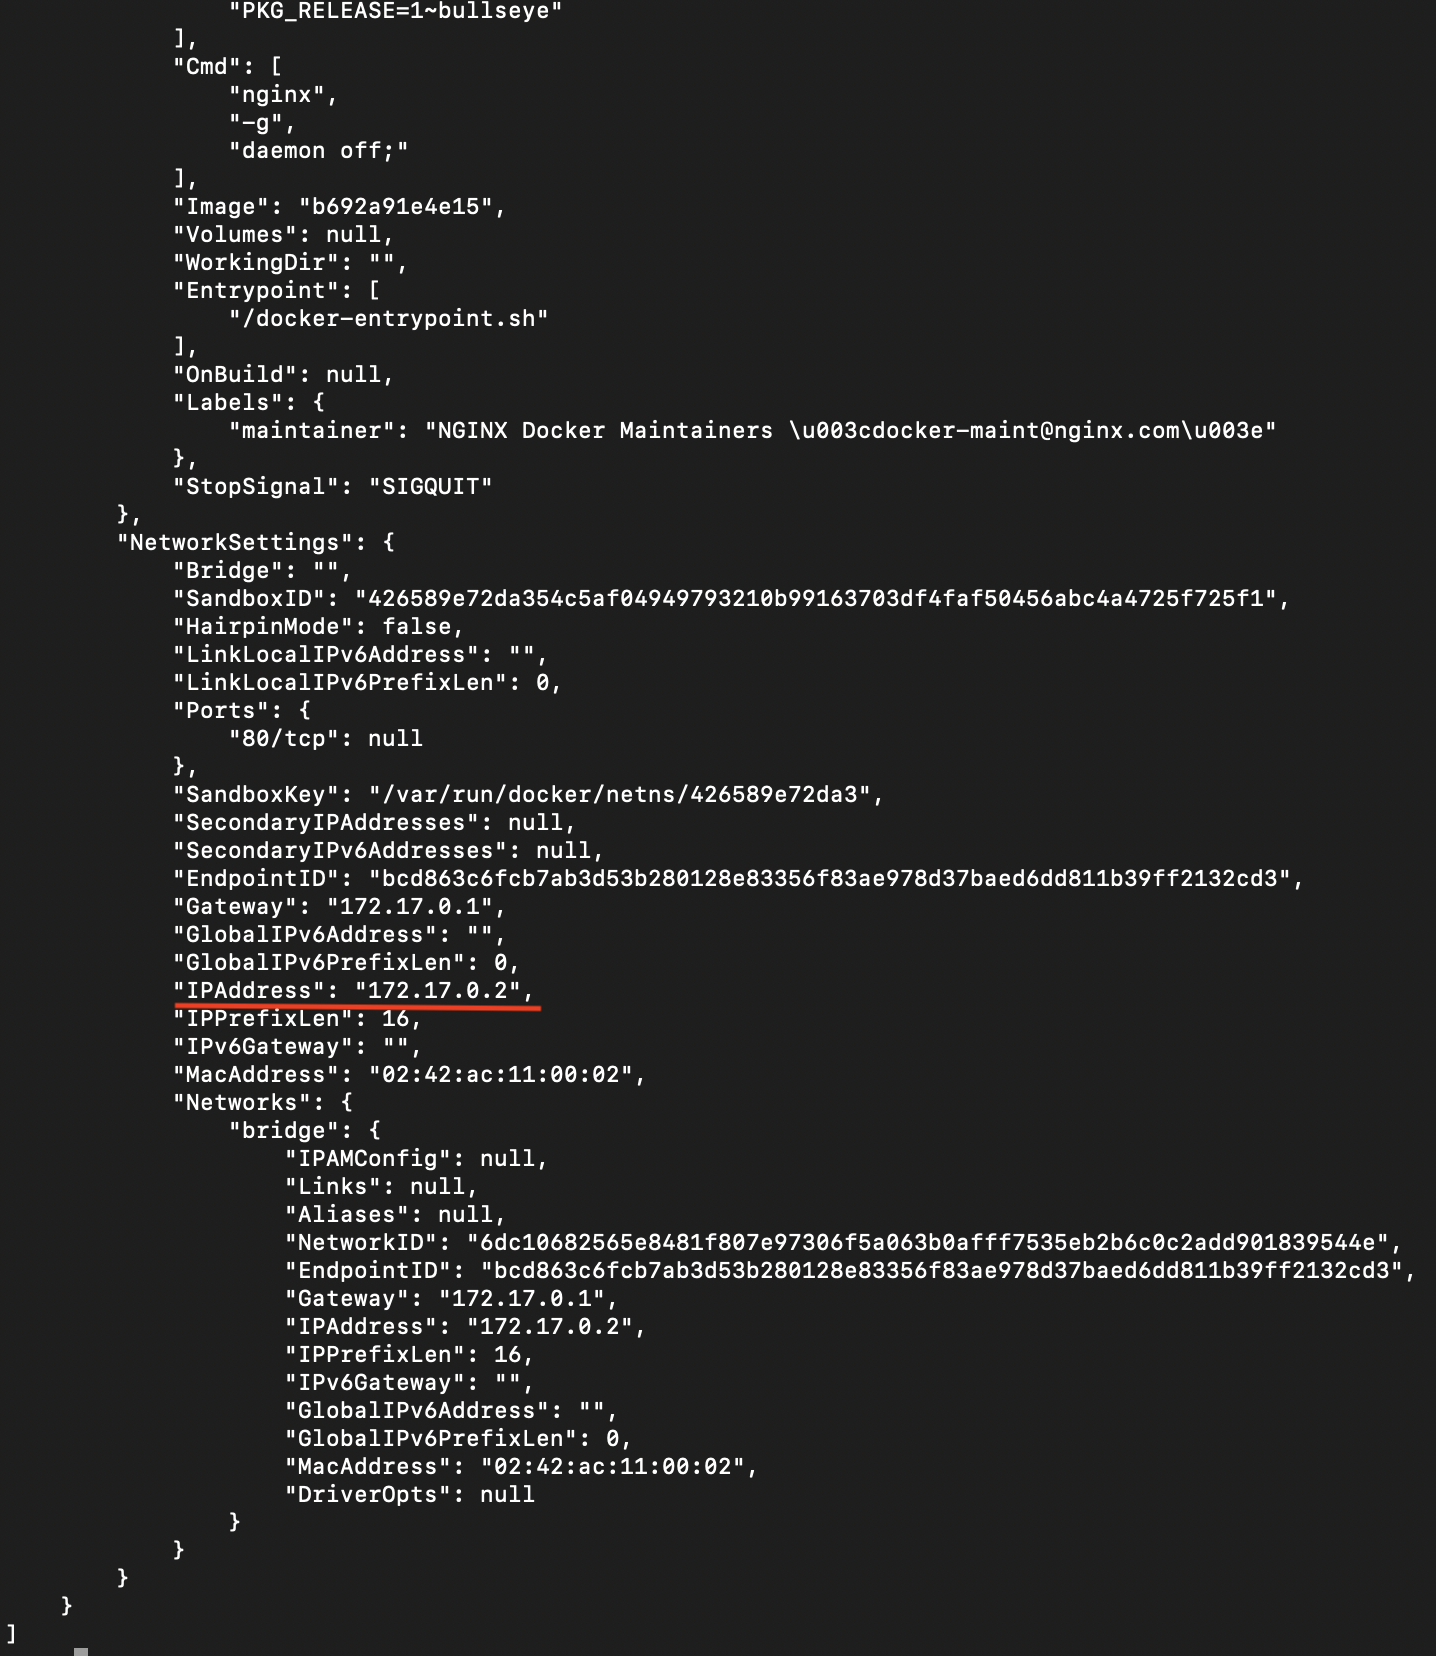 "PKG_RELEASE=1~bullseye"
],
"Cmd": [
"nginx",
"-g",
"daemon off;"
],
"Image": "b692a91e4e15",
"Volumes": null,
"WorkingDir": "",
"Entrypoint": [
"/docker-entrypoint.sh"
],
"OnBuild": null,
"Labels": {
"maintainer": "NGINX Docker Maintainers \u003cdocker-maint@nginx.com\u003e"
},
"StopSignal": "SIGQUIT"
},
"NetworkSettings": {
"Bridge": "",
"SandboxID": "426589e72da354c5af04949793210b99163703df4faf50456abc4a4725f725f1",
"HairpinMode": false,
"LinkLocalIPv6Address": "",
"LinkLocalIPv6PrefixLen": 0,
"Ports": {
"80/tcp": null
},
"SandboxKey": "/var/run/docker/netns/426589e72da3",
"SecondaryIPAddresses": null,
"SecondaryIPv6Addresses": null,
"EndpointID": "bcd863c6fcb7ab3d53b280128e83356f83ae978d37baed6dd811b39ff2132cd3",
"Gateway": "172.17.0.1",
"GlobalIPv6Address": "",
"GlobalIPv6PrefixLen": 0,
"IPAddress": "172.17.0.2",
"IPPrefixLen": 16,
"IPv6Gateway": "",
"MacAddress": "02:42:ac:11:00:02",
"Networks": {
"bridge": {
"IPAMConfig": null,
"Links": null,
"Aliases": null,
"NetworkID": "6dc10682565e8481f807e97306f5a063b0afff7535eb2b6c0c2add901839544e",
"EndpointID": "bcd863c6fcb7ab3d53b280128e83356f83ae978d37baed6dd811b39ff2132cd3",
"Gateway": "172.17.0.1",
"IPAddress": "172.17.0.2",
"IPPrefixLen": 16,
"IPv6Gateway": "",
"GlobalIPv6Address": "",
"GlobalIPv6PrefixLen": 0,
"MacAddress": "02:42:ac:11:00:02",
"DriverOpts": null
}
}
}
}
]